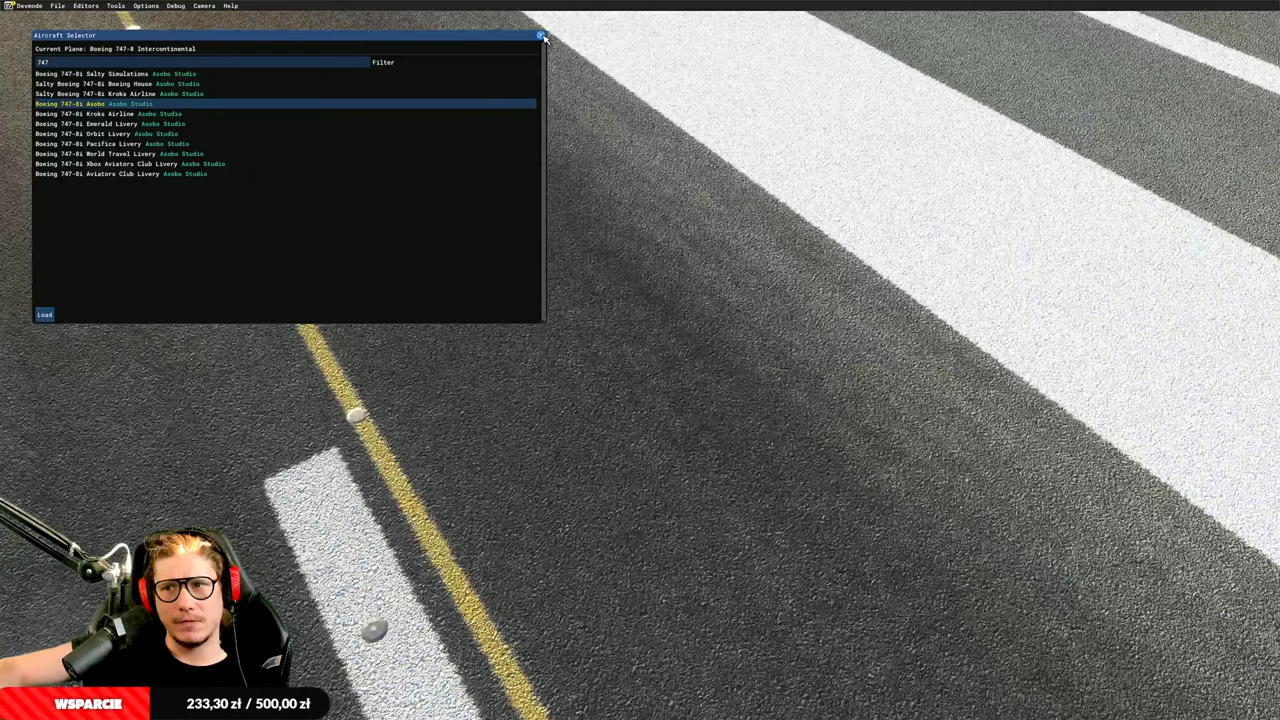 Devmode File Editors Tools Options Debug Camera Help
Aircraft Selector
Current Plane: Boeing 747-8 Intercontinental
747 Filter
Boeing 747-8i Salty Simulations Asobo Studio
Salty Boeing 747-8i Boeing House Asobo Studio
Salty Boeing 747-8i Kroks Airline Asobo Studio
Boeing 747-8i Asobo Asobo Studio
Boeing 747-8i Kroks Airline Asobo Studio
Boeing 747-8i Emerald Livery Asobo Studio
Boeing 747-8i Orbit Livery Asobo Studio
Boeing 747-8i Pacifica Livery Asobo Studio
Boeing 747-8i World Travel Livery Asobo Studio
Boeing 747-8i Xbox Aviators Club Livery Asobo Studio
Boeing 747-8i Aviators Club Livery Asobo Studio
Load
WSPARCIE 233,30 zł / 500,00 zł